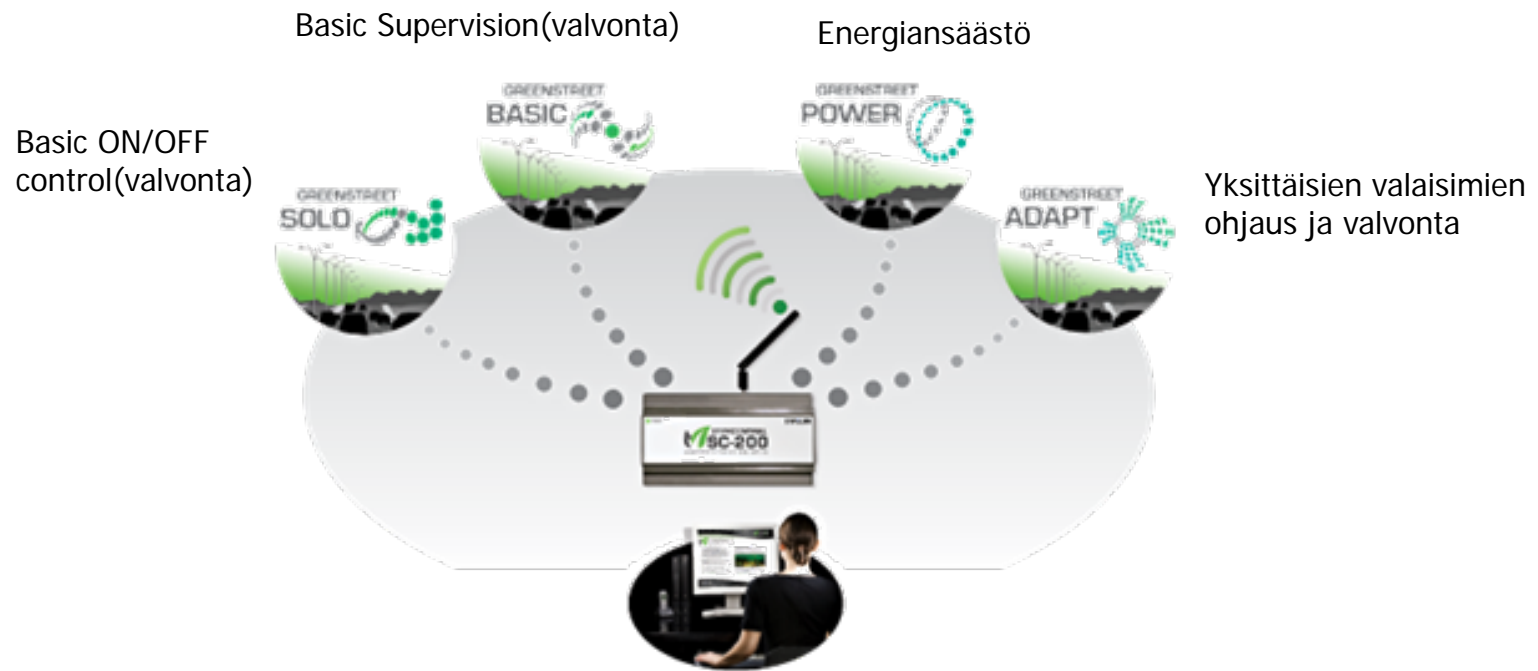 Basic Supervision(valvonta)
Energiansäästö
GREENSTREET
BASIC
GREENSTREET
POWER
Basic ON/OFF
control(valvonta)
GREENSTREET
SOLO
GREENSTREET
ADAPT
Yksittäisien valaisimien
ohjaus ja valvonta
SC-200